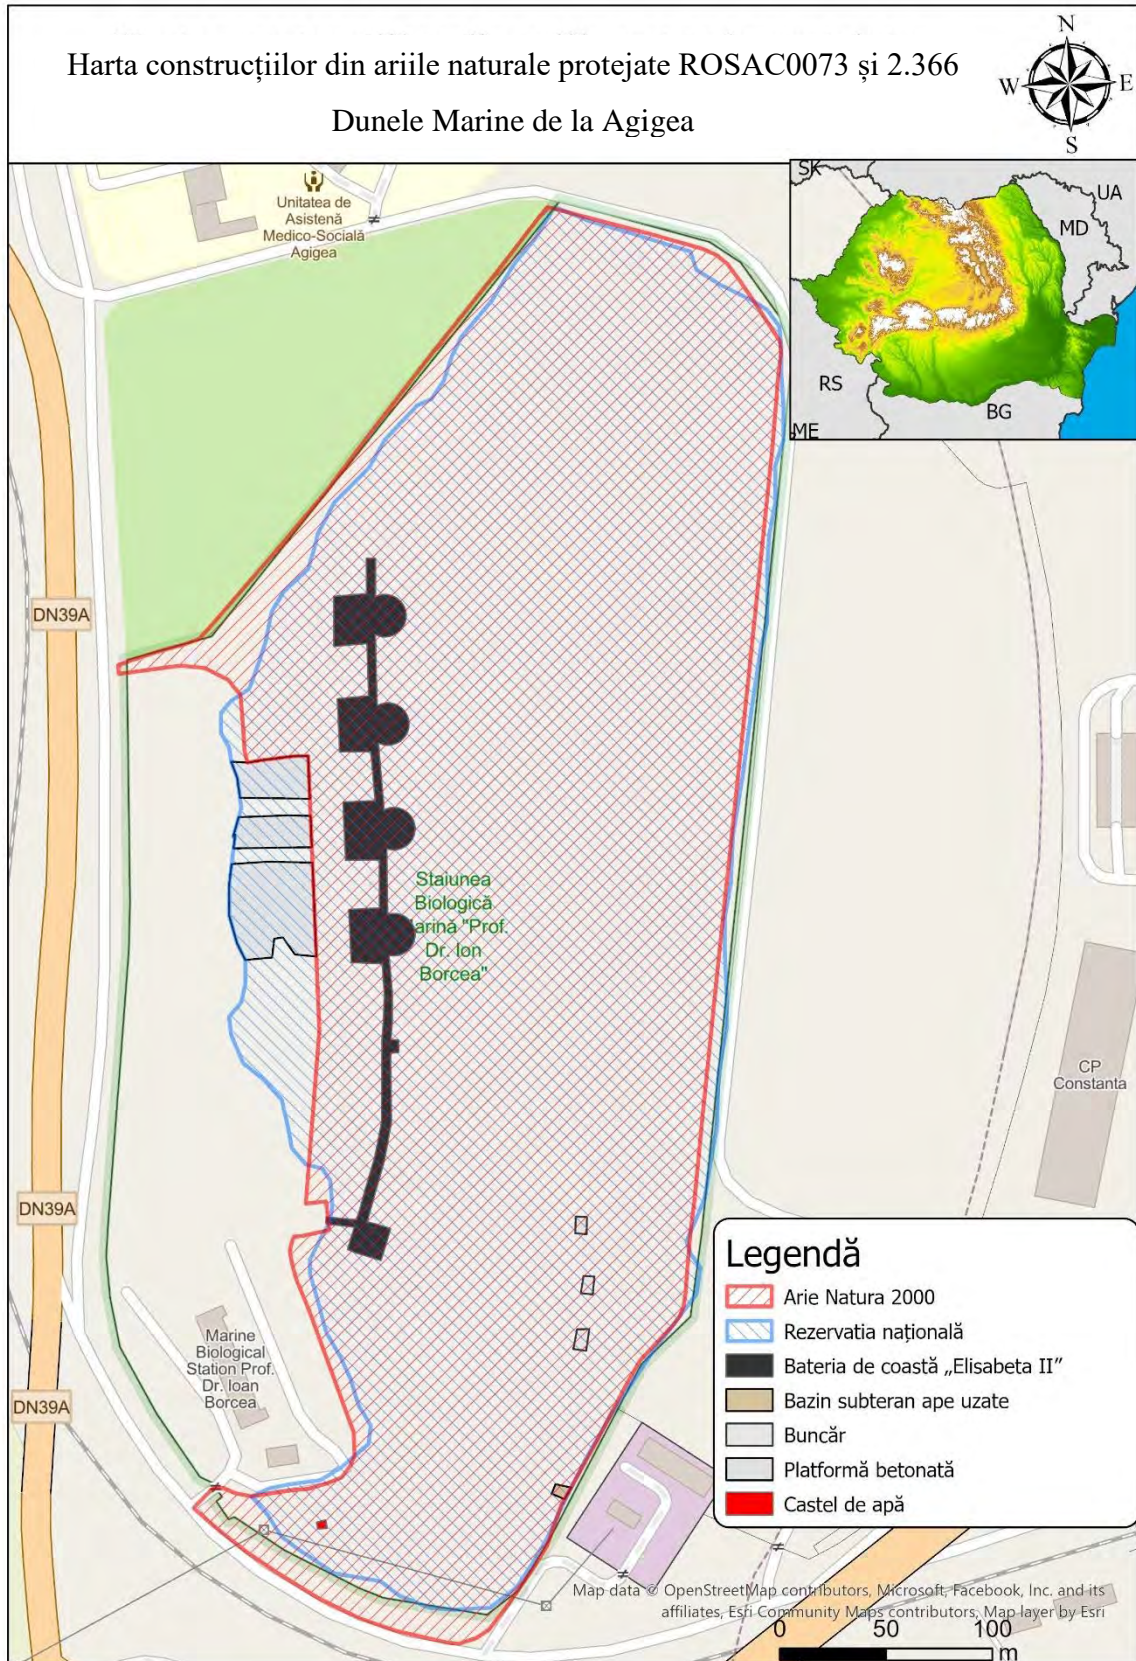 Harta construcțiilor din ariile naturale protejate ROSAC0073 și 2.366
Dunele Marine de la Agigea
N
W
E
S
SK
UA
MD
RS
BG
ME
Unitatea de
Asistenă
Medico-Socială
Agigea
DN39A
Staiunea
Biologică
arină "Prof.
Dr. Ion
Borcea"
CP
Constanta
DN39A
Marine
Biological
Station Prof.
Dr. Ioan
Borcea
DN39A
Legendă
Arie Natura 2000
Rezervatia națională
Bateria de coastă „Elisabeta II”
Bazin subteran ape uzate
Buncăr
Platformă betonată
Castel de apă
Map data © OpenStreetMap contributors, Microsoft, Facebook, Inc. and its
affiliates, Esri Community Maps contributors, Map layer by Esri
0 50 100
m